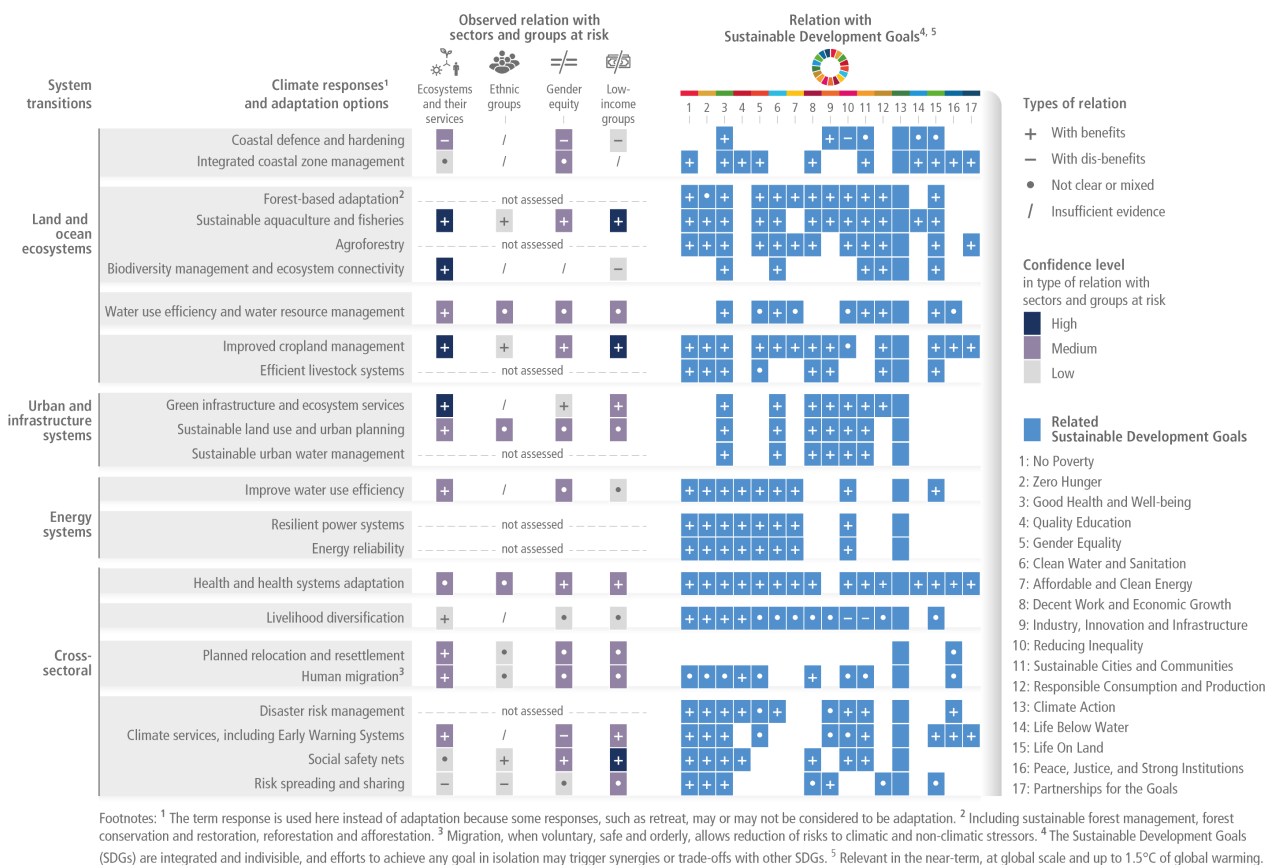 Observed relation with
sectors and groups at risk
Relation with
Sustainable Development Goals4, 5
System
transitions
Climate responses1
and adaptation options
Ecosystems
and their
services
Ethnic
groups
Gender
equity
Low-
income
groups
1 2 3 4 5 6 7 8 9 10 11 12 13 14 15 16 17
Land and
ocean
ecosystems
Coastal defence and hardening − / − − + + − • • •
Integrated coastal zone management • / • / + + + + + + + + + +
Forest-based adaptation2 not assessed + • + + + + + + + + + +
Sustainable aquaculture and fisheries + + + + + + + + + + + + + + + +
Agroforestry not assessed + + + + + + + + + + + +
Biodiversity management and ecosystem connectivity + / / − + + + + +
Water use efficiency and water resource management + • • • + • + • • + + + •
Improved cropland management + + + + + + + + + + + + • + + + +
Efficient livestock systems not assessed + + + • + + + +
Urban and
infrastructure
systems
Green infrastructure and ecosystem services + / + + + + + + + + +
Sustainable land use and urban planning + • • • + + + + + +
Sustainable urban water management not assessed + + + + + +
Energy
systems
Improve water use efficiency + / • • + + + + + + + + +
Resilient power systems not assessed + + + + + + + +
Energy reliability not assessed + + + + + + + +
Cross-
sectoral
Health and health systems adaptation • • + + + + + + + + + + + + + + + + +
Livelihood diversification + / • • + + + + • • • • • − − • •
Planned relocation and resettlement + • • • •
Human migration3 + • • • • • • + • + • • •
Disaster risk management not assessed + + + + • + • + + +
Climate services, including Early Warning Systems + / − + + + + • • • + + + +
Social safety nets • + + + + + + + + + +
Risk spreading and sharing − − • • + + + • + • •
Types of relation
+ With benefits
− With dis-benefits
• Not clear or mixed
/ Insufficient evidence
Confidence level
in type of relation with
sectors and groups at risk
High
Medium
Low
Related
Sustainable Development Goals
1: No Poverty
2: Zero Hunger
3: Good Health and Well-being
4: Quality Education
5: Gender Equality
6: Clean Water and Sanitation
7: Affordable and Clean Energy
8: Decent Work and Economic Growth
9: Industry, Innovation and Infrastructure
10: Reducing Inequality
11: Sustainable Cities and Communities
12: Responsible Consumption and Production
13: Climate Action
14: Life Below Water
15: Life On Land
16: Peace, Justice, and Strong Institutions
17: Partnerships for the Goals
Footnotes: 1 The term response is used here instead of adaptation because some responses, such as retreat, may or may not be considered to be adaptation. 2 Including sustainable forest management, forest
conservation and restoration, reforestation and afforestation. 3 Migration, when voluntary, safe and orderly, allows reduction of risks to climatic and non-climatic stressors. 4 The Sustainable Development Goals
(SDGs) are integrated and indivisible, and efforts to achieve any goal in isolation may trigger synergies or trade-offs with other SDGs. 5 Relevant in the near-term, at global scale and up to 1.5°C of global warming.